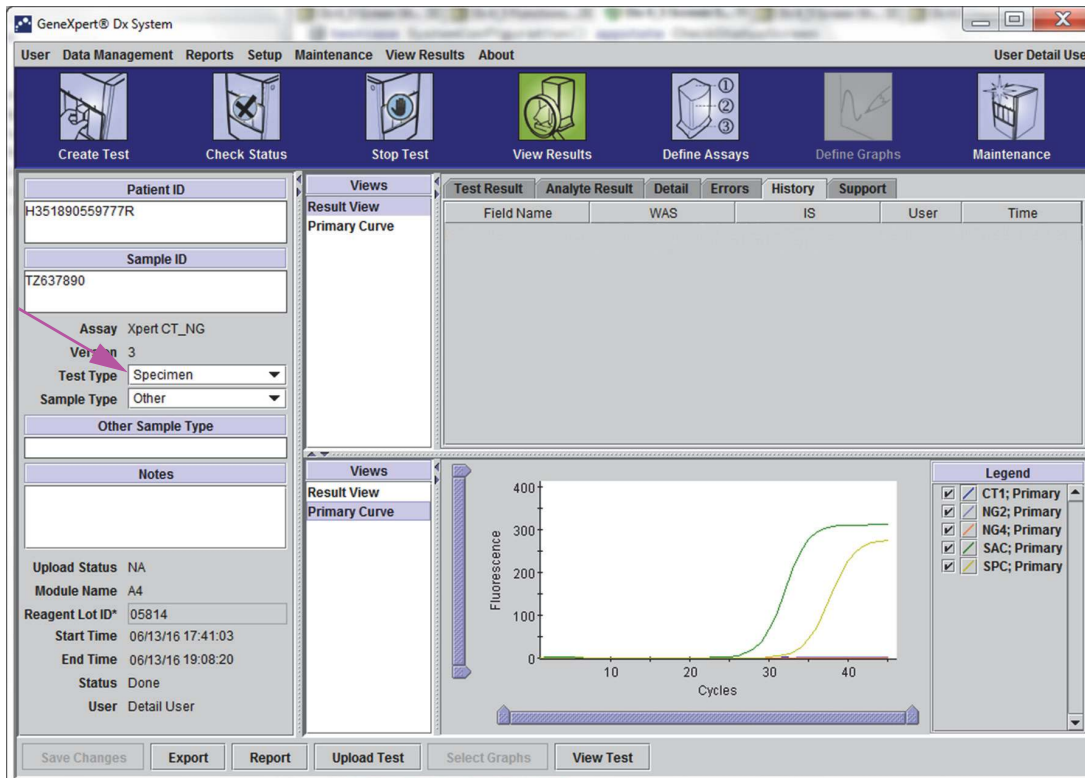 GeneXpert® Dx System
User Data Management Reports Setup Maintenance View Results About User Detail Use
Create Test Check Status Stop Test View Results Define Assays Define Graphs Maintenance
Patient ID
H351890559777R
Sample ID
TZ637890
Assay Xpert CT_NG
Version 3
Test Type Specimen
Sample Type Other
Other Sample Type
Notes
Upload Status NA
Module Name A4
Reagent Lot ID* 05814
Start Time 06/13/16 17:41:03
End Time 06/13/16 19:08:20
Status Done
User Detail User
Views
Result View
Primary Curve
Test Result Analyte Result Detail Errors History Support
Field Name WAS IS User Time
Views
Result View
Primary Curve
400
300
200
100
0
Fluorescence
10 20 30 40
Cycles
Legend
CT1; Primary
NG2; Primary
NG4; Primary
SAC; Primary
SPC; Primary
Save Changes Export Report Upload Test Select Graphs View Test